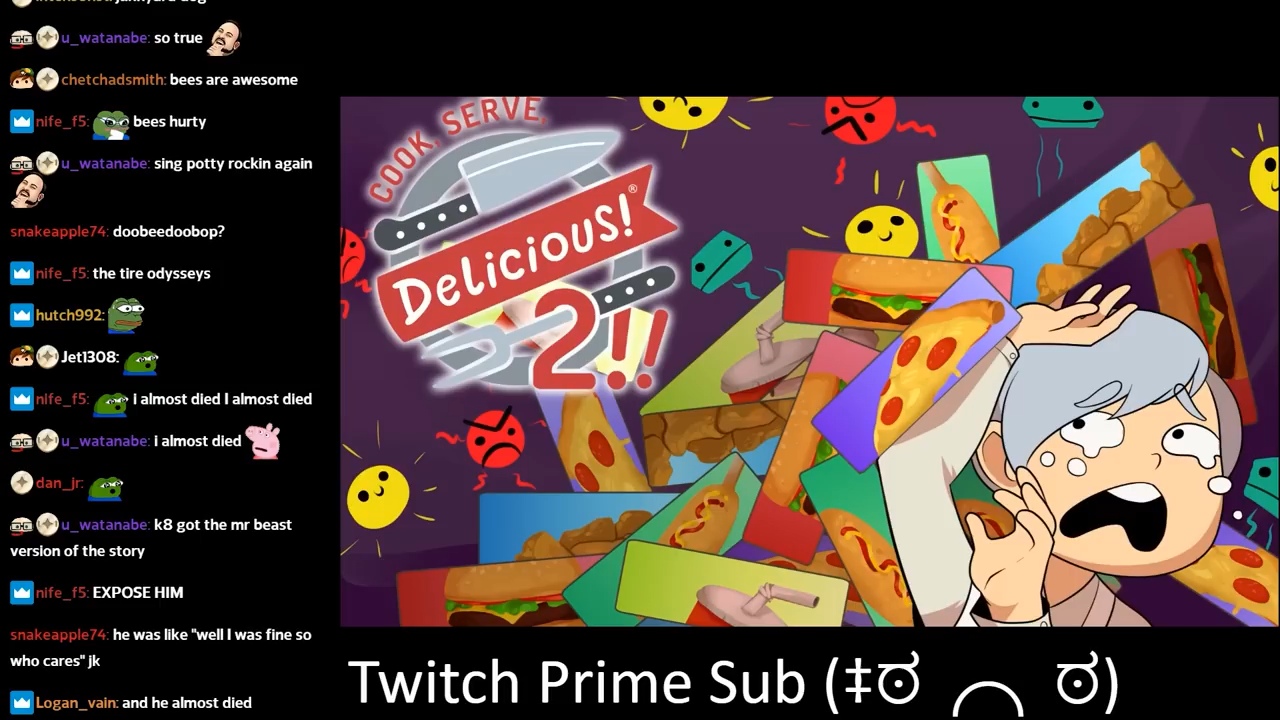 u_watanabe: so true
chetchadsmith: bees are awesome
nife_f5: bees hurty
u_watanabe: sing potty rockin again
snakeapple74: doobeedoobop?
nife_f5: the tire odysseys
hutch992:
Jet1308:
nife_f5: i almost died I almost died
u_watanabe: i almost died
dan_jr:
u_watanabe: k8 got the mr beast
version of the story
nife_f5: EXPOSE HIM
snakeapple74: he was like "well I was fine so
who cares" jk
Logan_vain: and he almost died
COOK, SERVE,
DELICIOUS!®
2!!
Twitch Prime Sub (‡ಠ ⁔ ಠ)